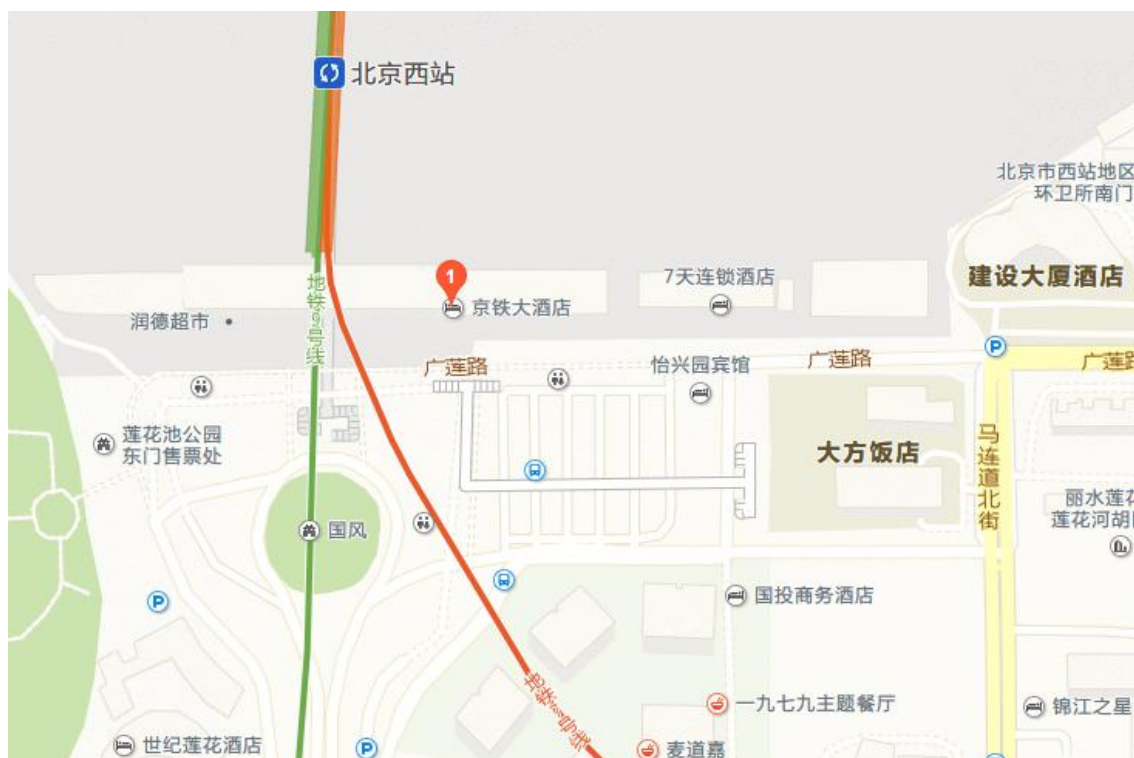 北京西站
北京市西站地区
环卫所南门
建设大厦酒店
7天连锁酒店
1
京铁大酒店
润德超市
地铁9号线
广莲路
怡兴园宾馆
广莲路
P
广莲路
莲花池公园
东门售票处
大方饭店
马连道北街
丽水莲花
莲花河胡同
国风
P
国投商务酒店
一九七九主题餐厅
锦江之星
世纪莲花酒店
P
麦道嘉